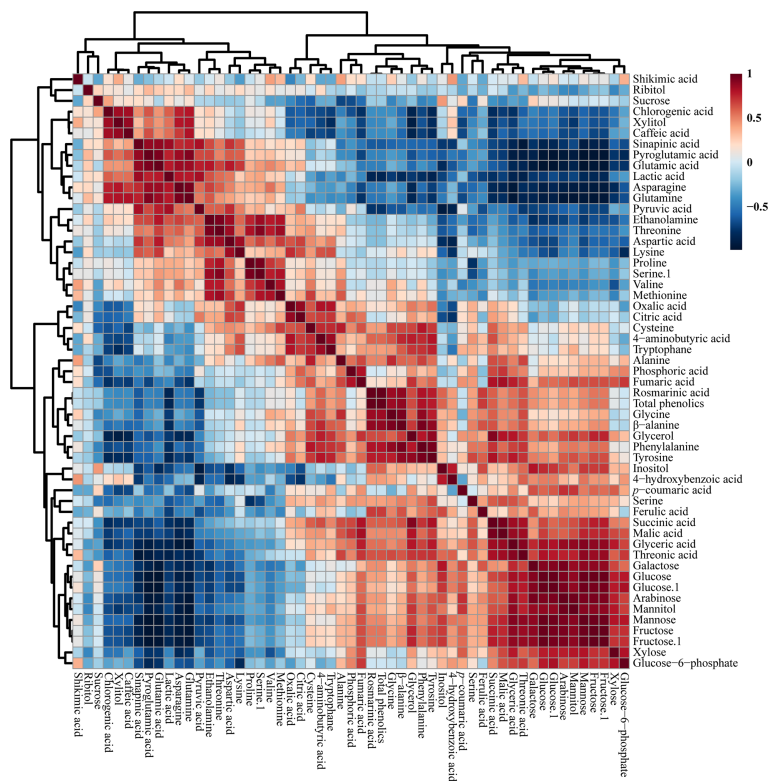 Shikimic acid
Ribitol
Sucrose
Chlorogenic acid
Xylitol
Caffeic acid
Sinapinic acid
Pyroglutamic acid
Glutamic acid
Lactic acid
Asparagine
Glutamine
Pyruvic acid
Ethanolamine
Threonine
Aspartic acid
Lysine
Proline
Serine.1
Valine
Methionine
Oxalic acid
Citric acid
Cysteine
4−aminobutyric acid
Tryptophane
Alanine
Phosphoric acid
Fumaric acid
Rosmarinic acid
Total phenolics
Glycine
β−alanine
Glycerol
Phenylalanine
Tyrosine
Inositol
4−hydroxybenzoic acid
p−coumaric acid
Serine
Ferulic acid
Succinic acid
Malic acid
Glyceric acid
Threonic acid
Galactose
Glucose
Glucose.1
Arabinose
Mannitol
Mannose
Fructose
Fructose.1
Xylose
Glucose−6−phosphate
1
0.5
0
−0.5
Shikimic acid
Ribitol
Sucrose
Chlorogenic acid
Xylitol
Caffeic acid
Sinapinic acid
Pyroglutamic acid
Glutamic acid
Lactic acid
Asparagine
Glutamine
Pyruvic acid
Ethanolamine
Threonine
Aspartic acid
Lysine
Proline
Serine.1
Valine
Methionine
Oxalic acid
Citric acid
Cysteine
4−aminobutyric acid
Tryptophane
Alanine
Phosphoric acid
Fumaric acid
Rosmarinic acid
Total phenolics
Glycine
β−alanine
Glycerol
Phenylalanine
Tyrosine
Inositol
4−hydroxybenzoic acid
p−coumaric acid
Serine
Ferulic acid
Succinic acid
Malic acid
Glyceric acid
Threonic acid
Galactose
Glucose
Glucose.1
Arabinose
Mannitol
Mannose
Fructose
Fructose.1
Xylose
Glucose−6−phosphate